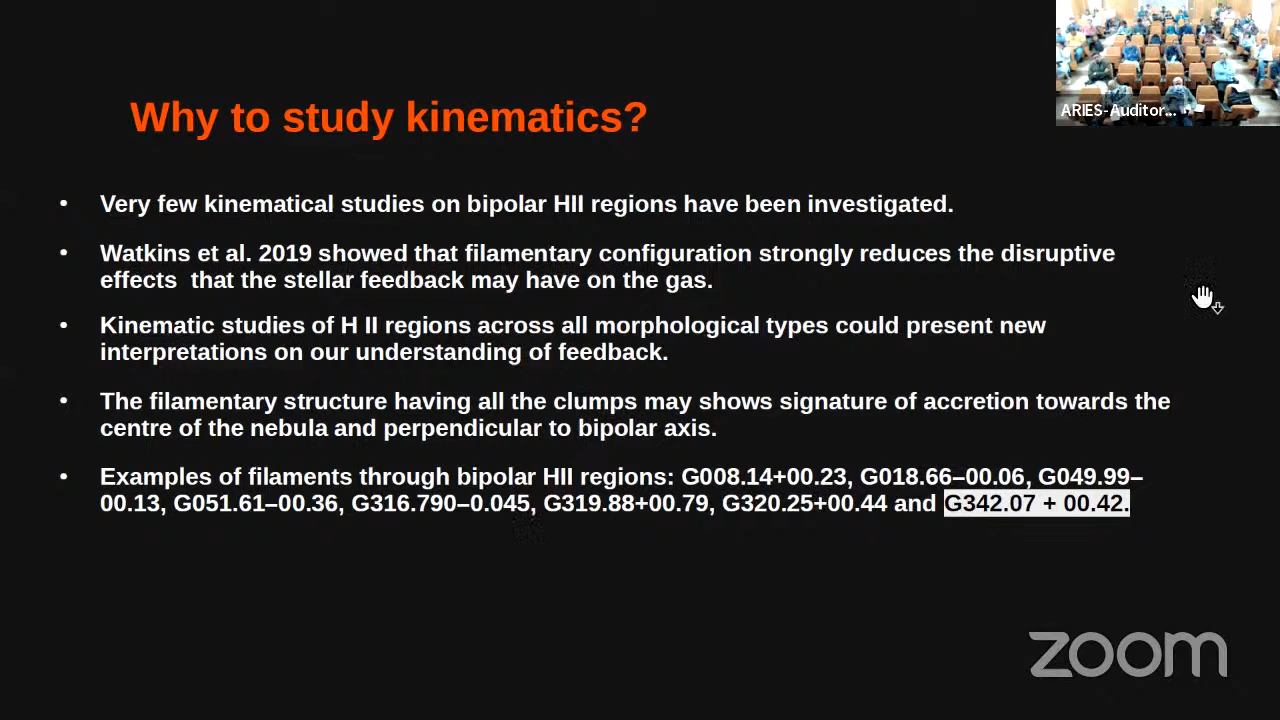 ARIES-Auditor...
Why to study kinematics?
• Very few kinematical studies on bipolar HII regions have been investigated.
• Watkins et al. 2019 showed that filamentary configuration strongly reduces the disruptive
effects  that the stellar feedback may have on the gas.
• Kinematic studies of H II regions across all morphological types could present new
interpretations on our understanding of feedback.
• The filamentary structure having all the clumps may shows signature of accretion towards the
centre of the nebula and perpendicular to bipolar axis.
• Examples of filaments through bipolar HII regions: G008.14+00.23, G018.66–00.06, G049.99–
00.13, G051.61–00.36, G316.790–0.045, G319.88+00.79, G320.25+00.44 and G342.07 + 00.42.
zoom